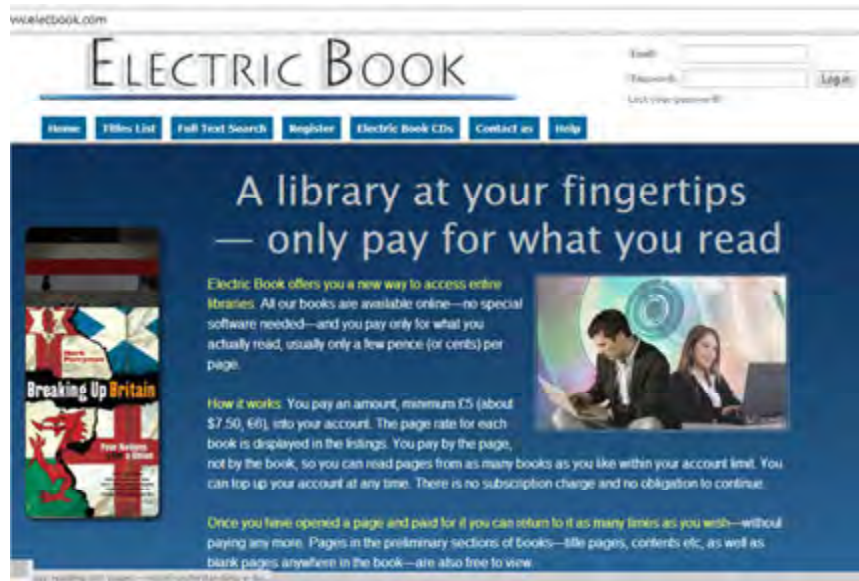 www.elecbook.com
ELECTRIC BOOK
Email:
Password:
Log in
Lost your password?
Home Titles List Full Text Search Register Electric Book CDs Contact us Help
A library at your fingertips
— only pay for what you read
Electric Book offers you a new way to access entire
libraries. All our books are available online—no special
software needed—and you pay only for what you
actually read, usually only a few pence (or cents) per
page.
How it works. You pay an amount, minimum £5 (about
$7.50, €6), into your account. The page rate for each
book is displayed in the listings. You pay by the page,
not by the book, so you can read pages from as many books as you like within your account limit. You
can top up your account at any time. There is no subscription charge and no obligation to continue.
Once you have opened a page and paid for it you can return to it as many times as you wish—without
paying any more. Pages in the preliminary sections of books—title pages, contents etc, as well as
blank pages anywhere in the book—are also free to view.
Mark
Perryman
Breaking Up Britain
Four Nations
after a Union